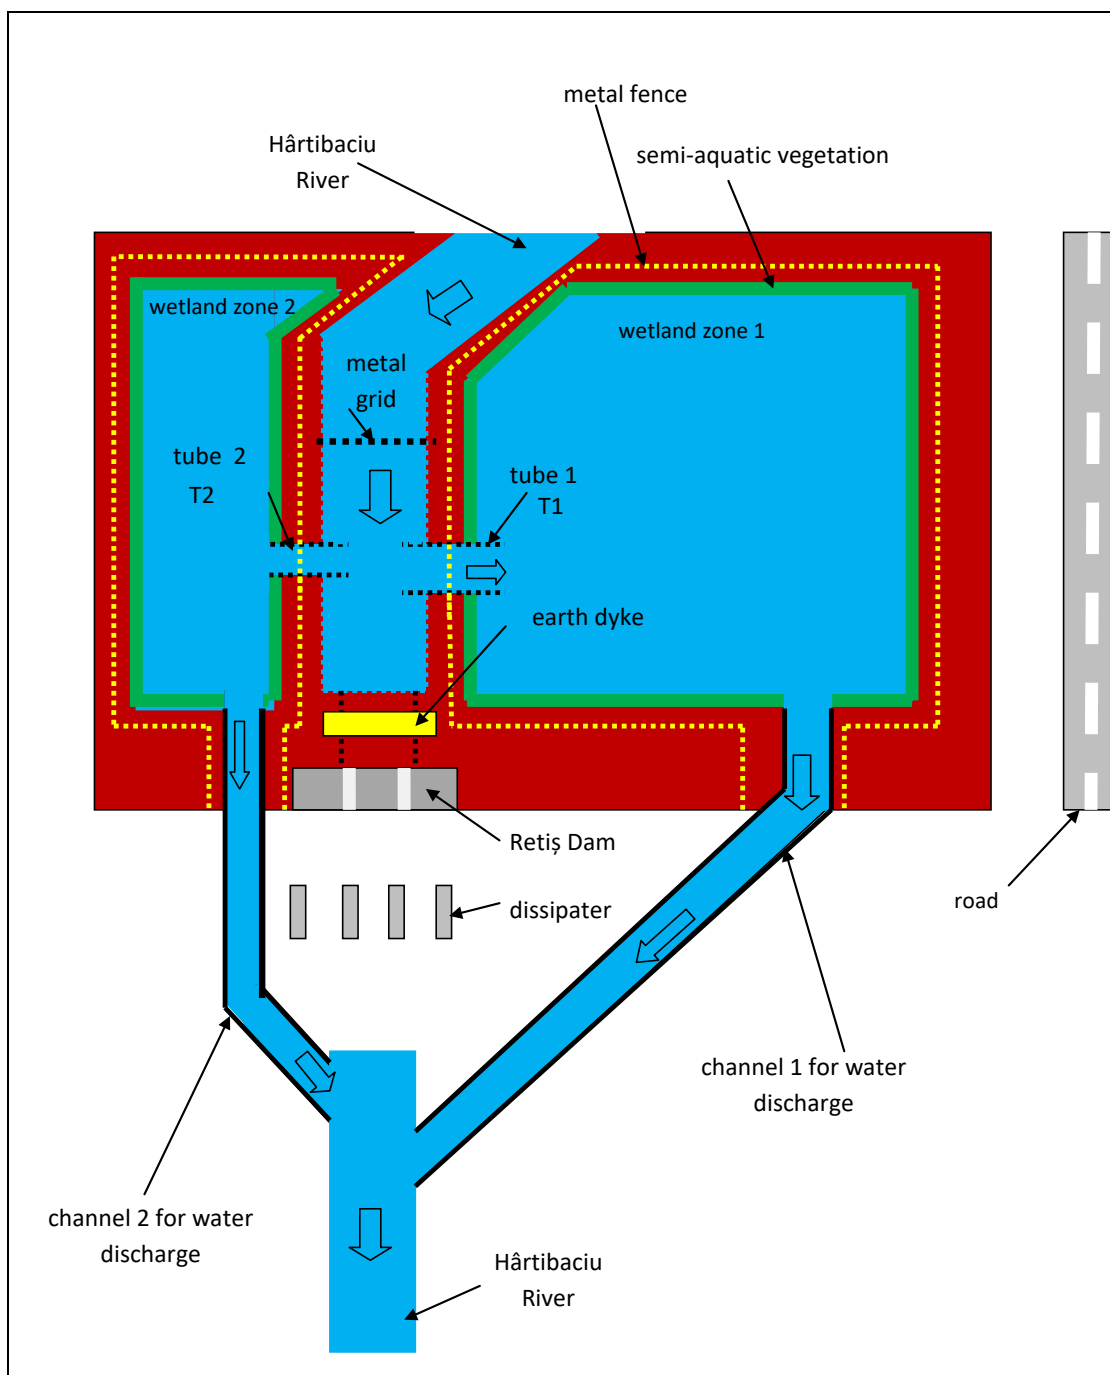 metal fence
Hârtibaciu
River
semi-aquatic vegetation
wetland zone 2
wetland zone 1
metal
grid
tube 2
T2
tube 1
T1
earth dyke
Retiș Dam
dissipater
road
channel 1 for water
discharge
channel 2 for water
discharge
Hârtibaciu
River